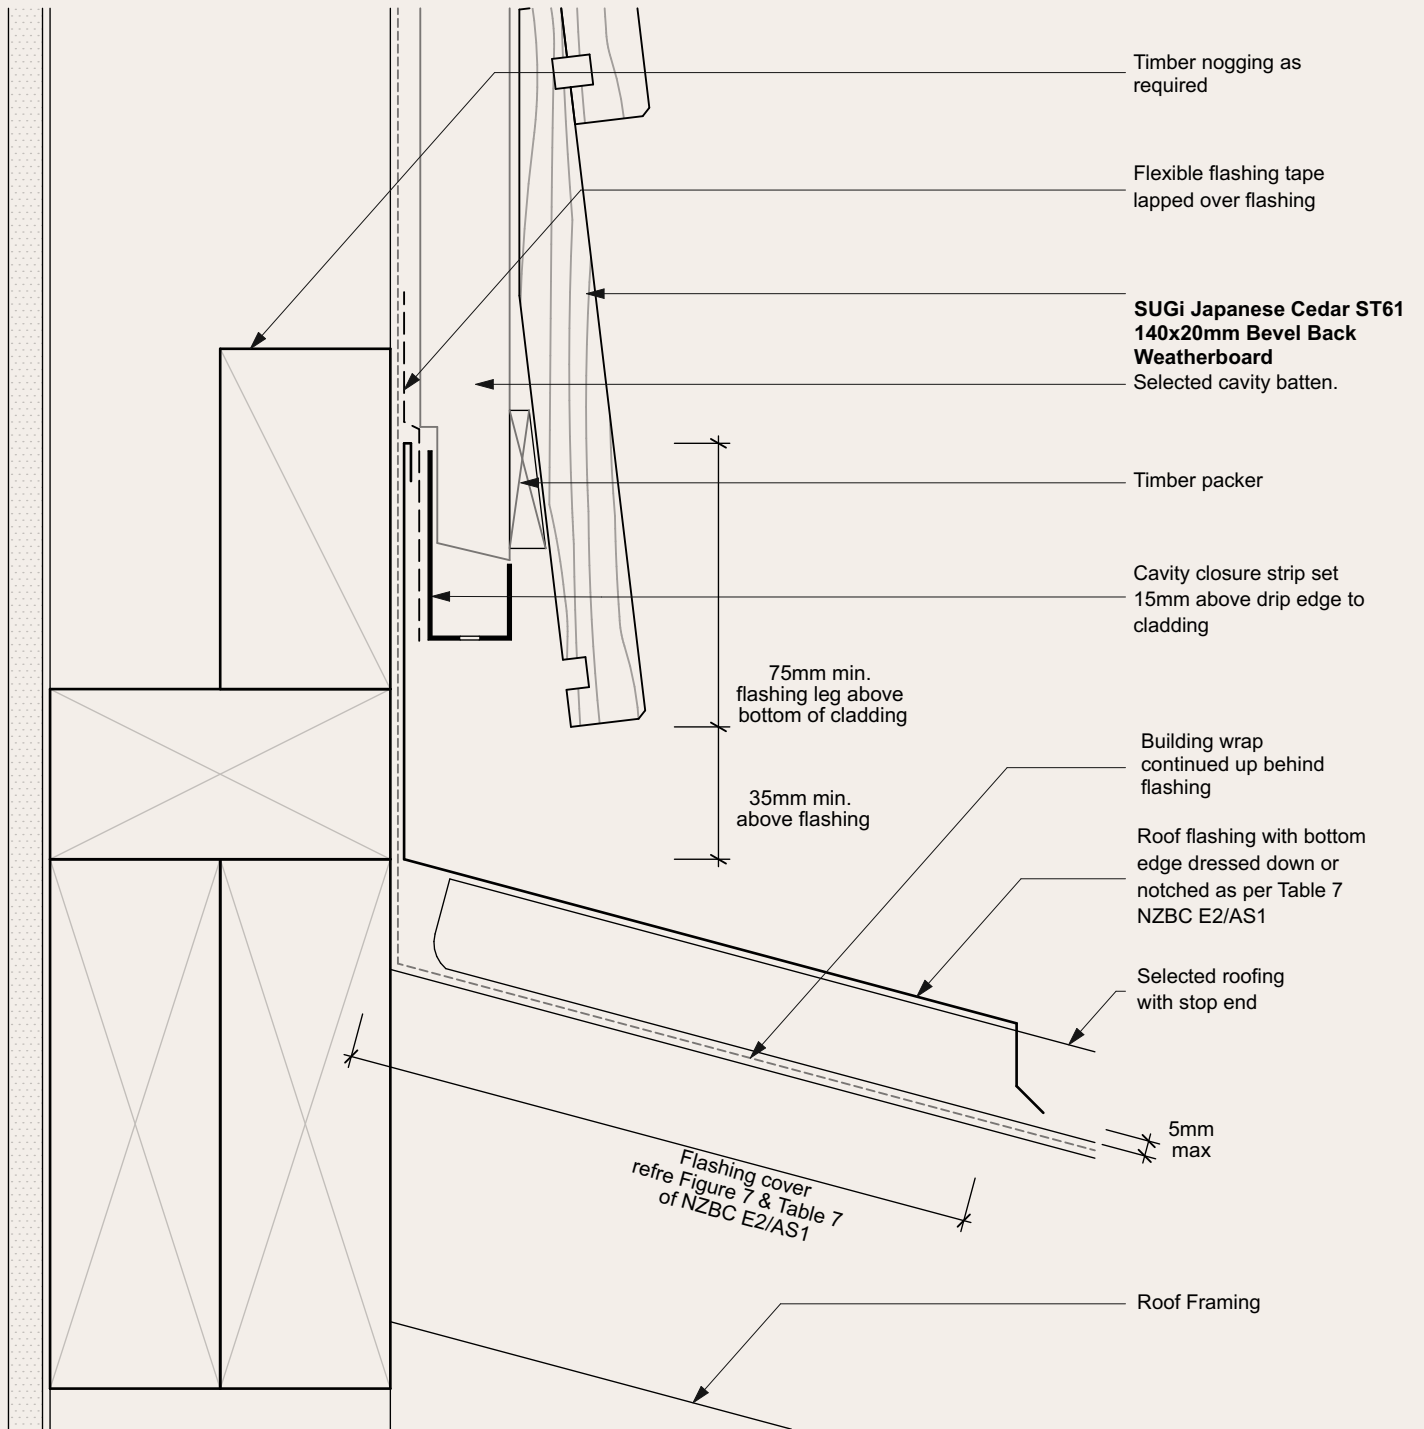 Timber nogging as
required
Flexible flashing tape
lapped over flashing
SUGi Japanese Cedar ST61
140x20mm Bevel Back
Weatherboard
Selected cavity batten.
Timber packer
Cavity closure strip set
15mm above drip edge to
cladding
75mm min.
flashing leg above
bottom of cladding
35mm min.
above flashing
Building wrap
continued up behind
flashing
Roof flashing with bottom
edge dressed down or
notched as per Table 7
NZBC E2/AS1
Selected roofing
with stop end
5mm
max
Flashing cover
refre Figure 7 & Table 7
of NZBC E2/AS1
Roof Framing